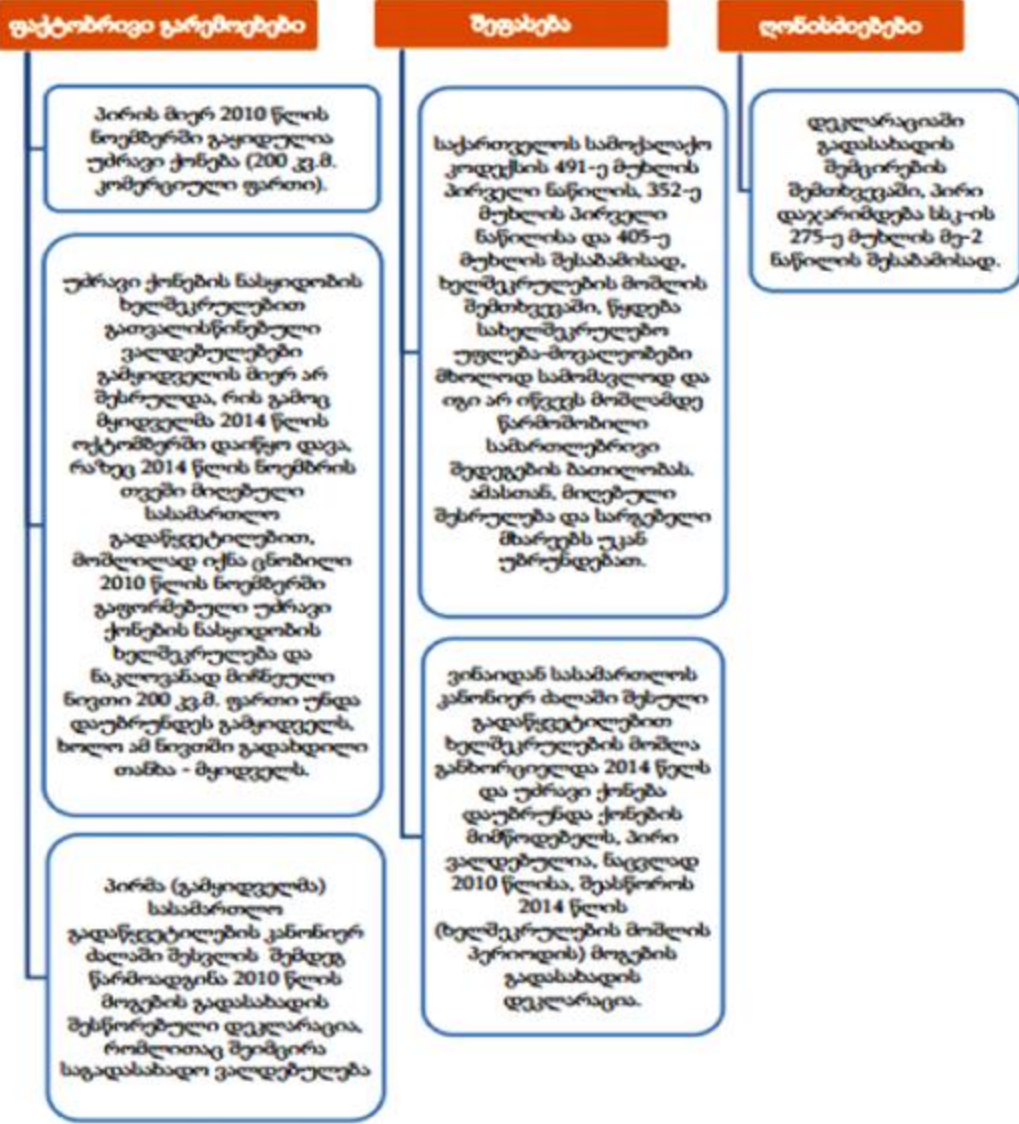 ფაქტობრივი გარემოებები
პირის მიერ 2010 წლის
ნოემბერში გაყიდულია
უძრავი ქონება (200 კვ.მ.
კომერციული ფართი).
უძრავი ქონების ნასყიდობის
ხელშეკრულებით
გათვალისწინებული
ვალდებულებები
გამყიდველის მიერ არ
შესრულდა, რის გამოც
მყიდველმა 2014 წლის
ოქტომბერში დაიწყო დავა,
რაზეც 2014 წლის ნოემბრის
თვეში მიღებული
სასამართლო
გადაწყვეტილებით,
მოშლილად იქნა ცნობილი
2010 წლის ნოემბერში
გაფორმებული უძრავი
ქონების ნასყიდობის
ხელშეკრულება და
ნაკლოვანად მიჩნეული
ნივთი 200 კვ.მ. ფართი უნდა
დაუბრუნდეს გამყიდველს,
ხოლო ამ ნივთში გადახდილი
თანხა - მყიდველს.
პირმა (გამყიდველმა)
სასამართლო
გადაწყვეტილების კანონიერ
ძალაში შესვლის შემდეგ
წარმოადგინა 2010 წლის
მოგების გადასახადის
შესწორებული დეკლარაცია,
რომლითაც შეიმცირა
საგადასახადო ვალდებულება
შეფასება
საქართველოს სამოქალაქო
კოდექსის 491-ე მუხლის
პირველი ნაწილის, 352-ე
მუხლის პირველი
ნაწილისა და 405-ე
მუხლის შესაბამისად,
ხელშეკრულების მოშლის
შემთხვევაში, წყდება
სახელშეკრულებო
უფლება-მოვალეობები
მხოლოდ სამომავლოდ და
იგი არ იწვევს მოშლამდე
წარმოშობილი
სამართლებრივი
შედეგების ბათილობას.
ამასთან, მიღებული
შესრულება და სარგებელი
მხარეებს უკან
უბრუნდებათ.
ვინაიდან სასამართლოს
კანონიერ ძალაში შესული
გადაწყვეტილებით
ხელშეკრულების მოშლა
განხორციელდა 2014 წელს
და უძრავი ქონება
დაუბრუნდა ქონების
მიმწოდებელს, პირი
ვალდებულია, ნაცვლად
2010 წლისა, შეასწოროს
2014 წლის
(ხელშეკრულების მოშლის
პერიოდის) მოგების
გადასახადის
დეკლარაცია.
ღონისძიებები
დეკლარაციაში
გადასახადის
შემცირების
შემთხვევაში, პირი
დაჯარიმდება სსკ-ის
275-ე მუხლის მე-2
ნაწილის შესაბამისად.